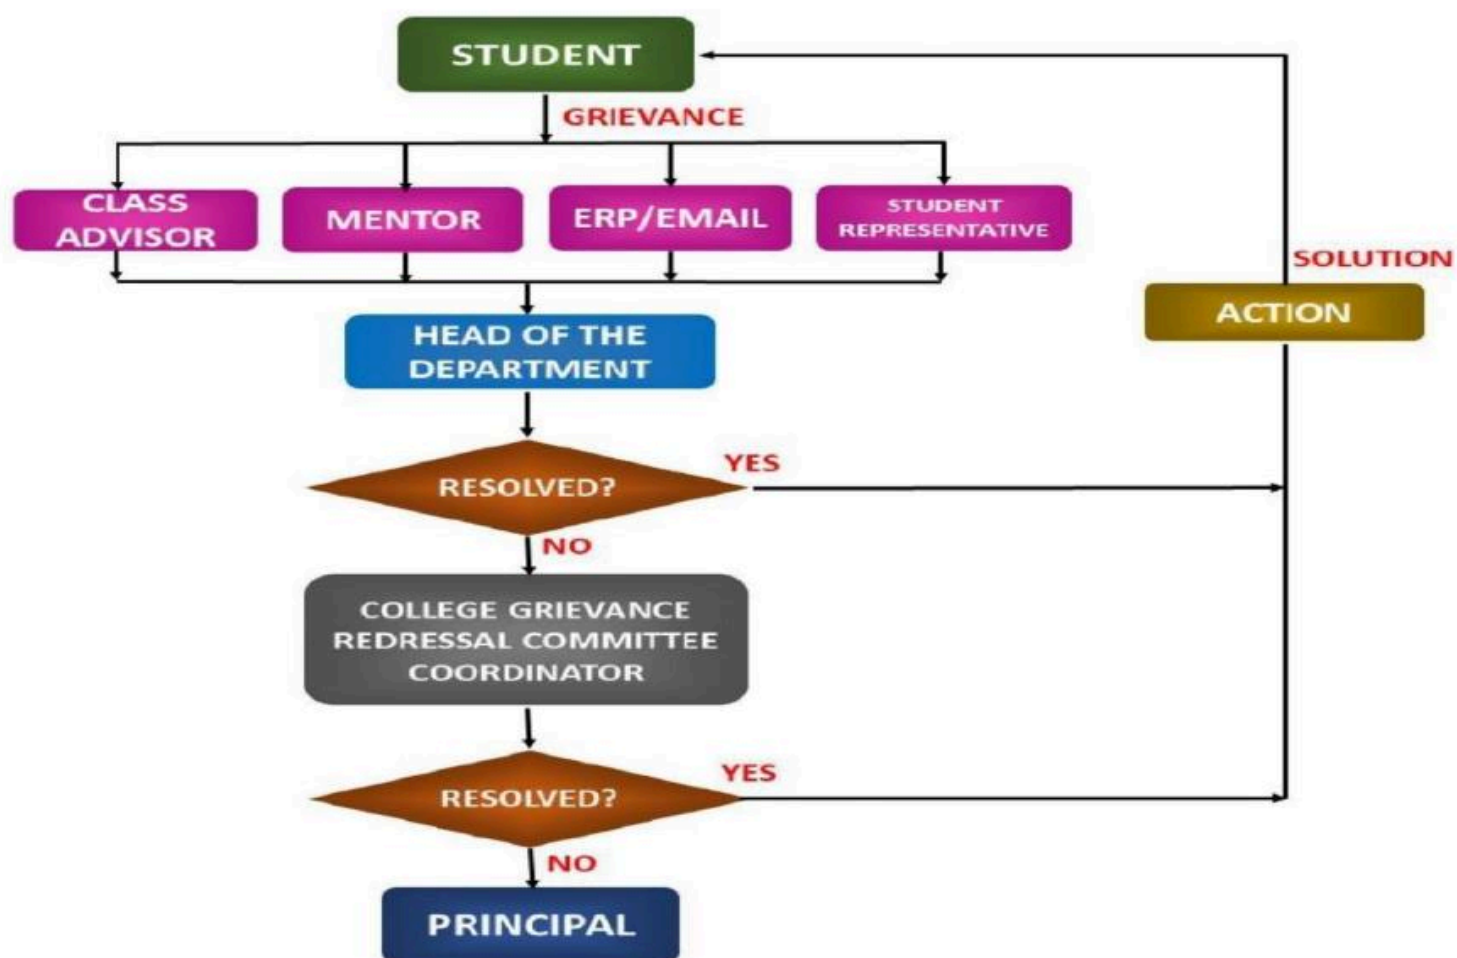 STUDENT
GRIEVANCE
CLASS
ADVISOR
MENTOR
ERP/EMAIL
STUDENT
REPRESENTATIVE
SOLUTION
ACTION
HEAD OF THE
DEPARTMENT
YES
RESOLVED?
NO
COLLEGE GRIEVANCE
REDRESSAL COMMITTEE
COORDINATOR
YES
RESOLVED?
NO
PRINCIPAL